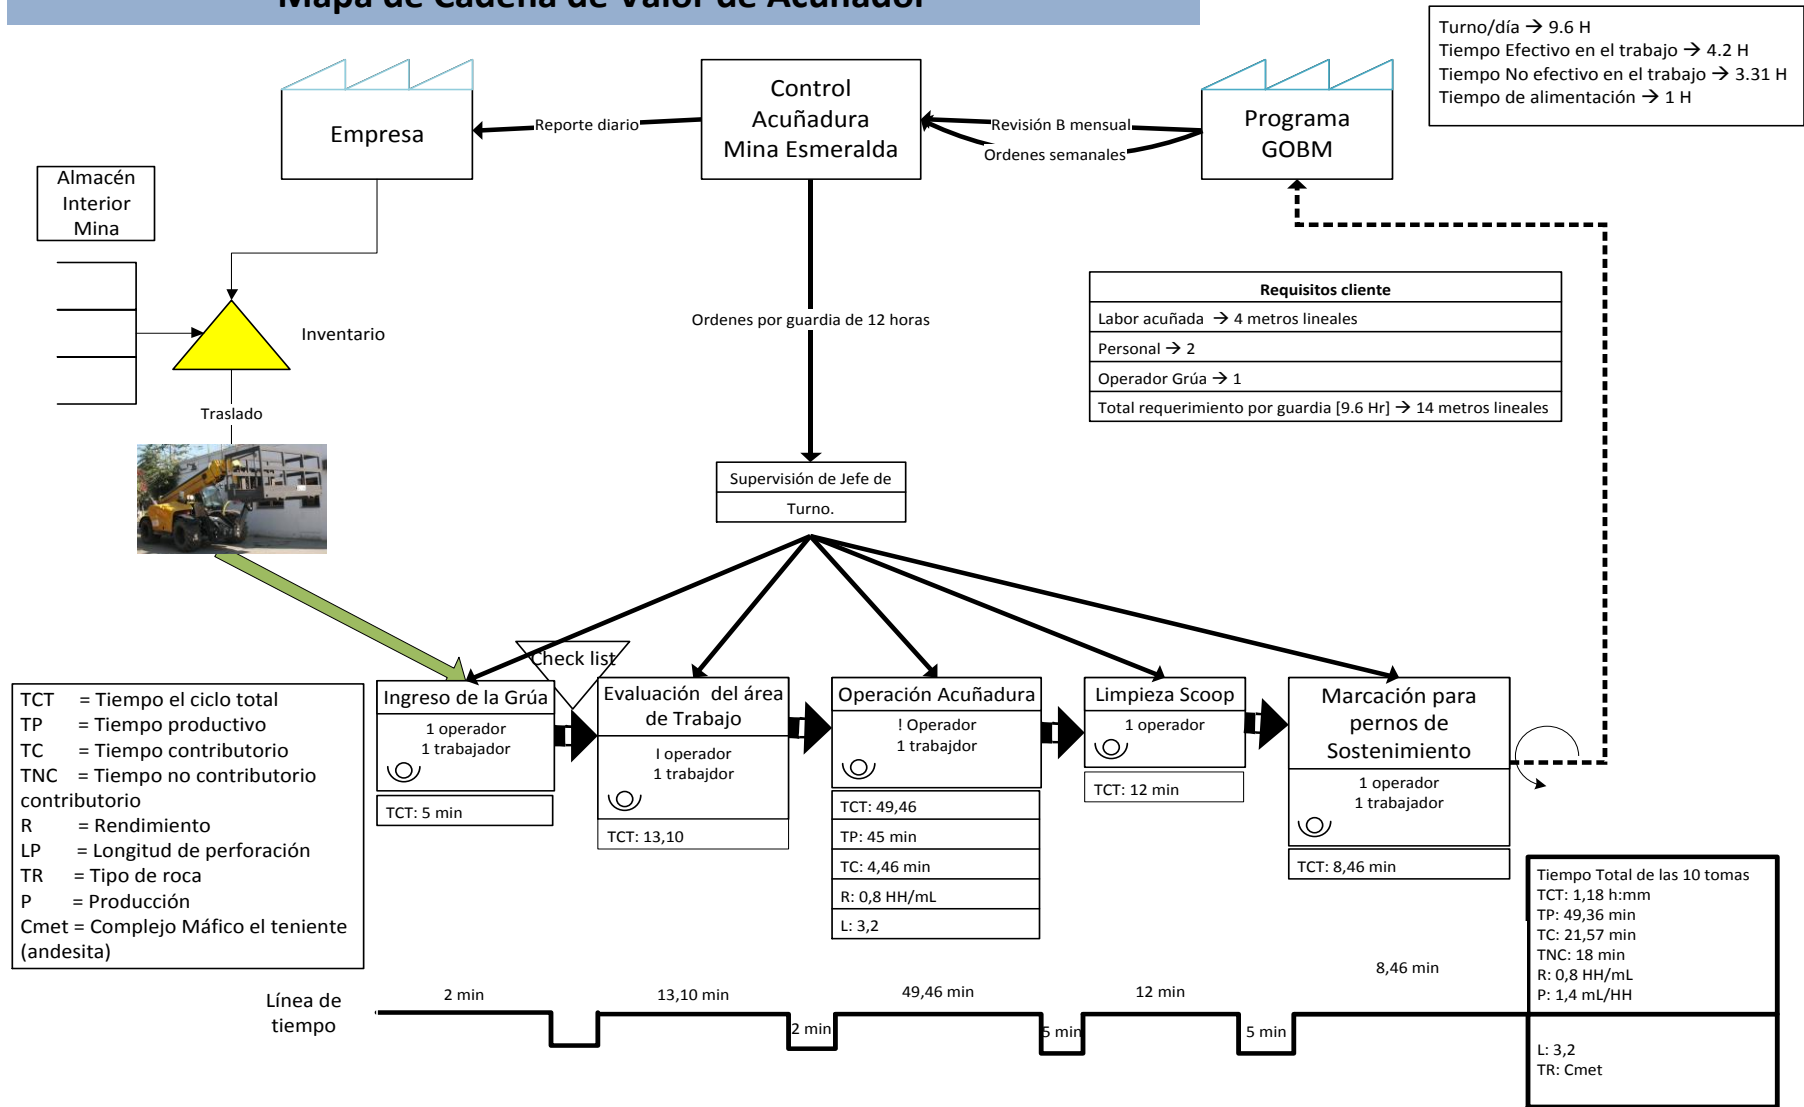 Mapa de Cadena de Valor de Acuñador
Turno/día → 9.6 H
Tiempo Efectivo en el trabajo → 4.2 H
Tiempo No efectivo en el trabajo → 3.31 H
Tiempo de alimentación → 1 H
Empresa
Reporte diario
Control
Acuñadura
Mina Esmeralda
Revisión B mensual
Ordenes semanales
Programa
GOBM
Almacén
Interior
Mina
Inventario
Traslado
Ordenes por guardia de 12 horas
Requisitos cliente
Labor acuñada → 4 metros lineales
Personal → 2
Operador Grúa → 1
Total requerimiento por guardia [9.6 Hr] → 14 metros lineales
Supervisión de Jefe de
Turno.
Check list
TCT = Tiempo el ciclo total
TP = Tiempo productivo
TC = Tiempo contributorio
TNC = Tiempo no contributorio
contributorio
R = Rendimiento
LP = Longitud de perforación
TR = Tipo de roca
P = Producción
Cmet = Complejo Máfico el teniente
(andesita)
Ingreso de la Grúa
1 operador
1 trabajador
TCT: 5 min
Evaluación del área
de Trabajo
I operador
1 trabajdor
TCT: 13,10
Operación Acuñadura
! Operador
1 trabajdor
TCT: 49,46
TP: 45 min
TC: 4,46 min
R: 0,8 HH/mL
L: 3,2
Limpieza Scoop
1 operador
TCT: 12 min
Marcación para
pernos de
Sostenimiento
1 operador
1 trabajador
TCT: 8,46 min
Tiempo Total de las 10 tomas
TCT: 1,18 h:mm
TP: 49,36 min
TC: 21,57 min
TNC: 18 min
R: 0,8 HH/mL
P: 1,4 mL/HH
L: 3,2
TR: Cmet
Línea de
tiempo
2 min
13,10 min
2 min
49,46 min
5 min
12 min
5 min
8,46 min